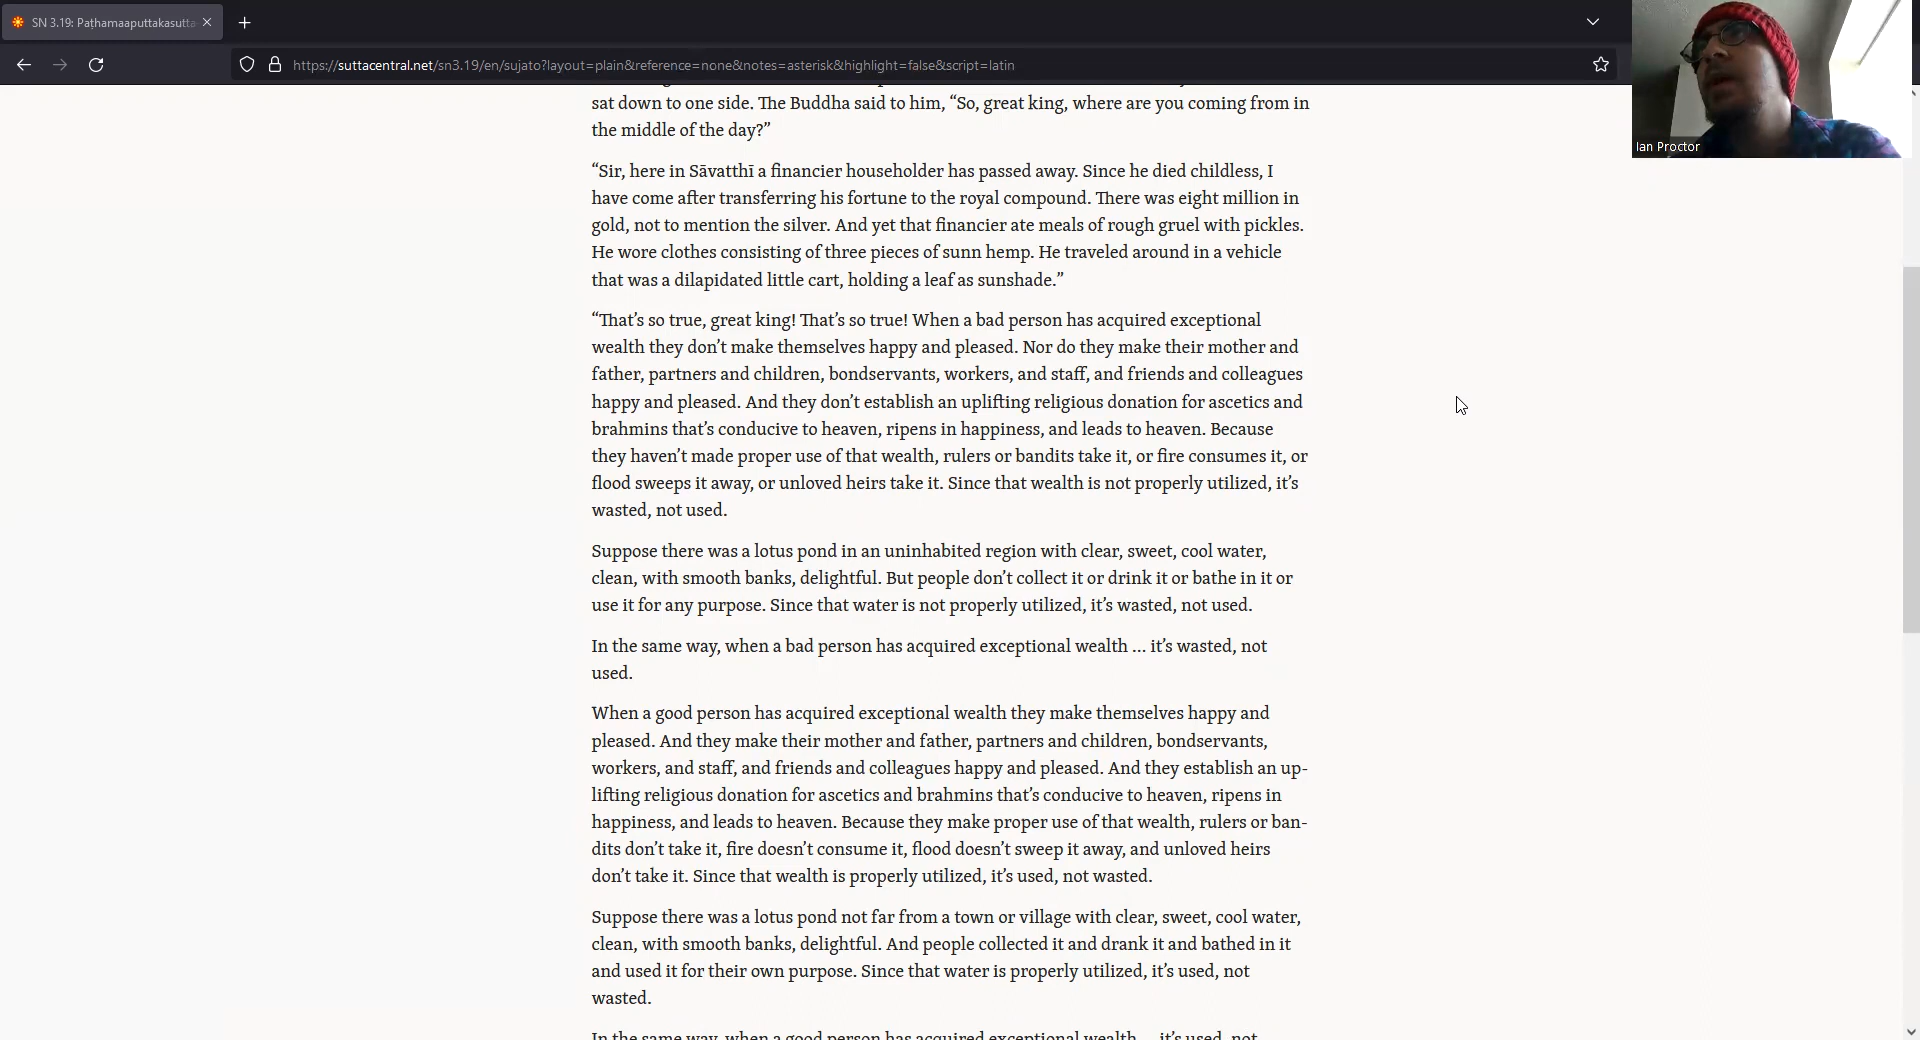 SN 3.19: Paṭhamaaputtakasutta
https://suttacentral.net/sn3.19/en/sujato?layout=plain&reference=none&notes=asterisk&highlight=false&script=latin
Ian Proctor
sat down to one side. The Buddha said to him, “So, great king, where are you coming from in
the middle of the day?”
“Sir, here in Sāvatthī a financier householder has passed away. Since he died childless, I
have come after transferring his fortune to the royal compound. There was eight million in
gold, not to mention the silver. And yet that financier ate meals of rough gruel with pickles.
He wore clothes consisting of three pieces of sunn hemp. He traveled around in a vehicle
that was a dilapidated little cart, holding a leaf as sunshade.”
“That’s so true, great king! That’s so true! When a bad person has acquired exceptional
wealth they don’t make themselves happy and pleased. Nor do they make their mother and
father, partners and children, bondservants, workers, and staff, and friends and colleagues
happy and pleased. And they don’t establish an uplifting religious donation for ascetics and
brahmins that’s conducive to heaven, ripens in happiness, and leads to heaven. Because
they haven’t made proper use of that wealth, rulers or bandits take it, or fire consumes it, or
flood sweeps it away, or unloved heirs take it. Since that wealth is not properly utilized, it’s
wasted, not used.
Suppose there was a lotus pond in an uninhabited region with clear, sweet, cool water,
clean, with smooth banks, delightful. But people don’t collect it or drink it or bathe in it or
use it for any purpose. Since that water is not properly utilized, it’s wasted, not used.
In the same way, when a bad person has acquired exceptional wealth … it’s wasted, not
used.
When a good person has acquired exceptional wealth they make themselves happy and
pleased. And they make their mother and father, partners and children, bondservants,
workers, and staff, and friends and colleagues happy and pleased. And they establish an up-
lifting religious donation for ascetics and brahmins that’s conducive to heaven, ripens in
happiness, and leads to heaven. Because they make proper use of that wealth, rulers or ban-
dits don’t take it, fire doesn’t consume it, flood doesn’t sweep it away, and unloved heirs
don’t take it. Since that wealth is properly utilized, it’s used, not wasted.
Suppose there was a lotus pond not far from a town or village with clear, sweet, cool water,
clean, with smooth banks, delightful. And people collected it and drank it and bathed in it
and used it for their own purpose. Since that water is properly utilized, it’s used, not
wasted.
In the same way, when a good person has acquired exceptional wealth … it’s used, not